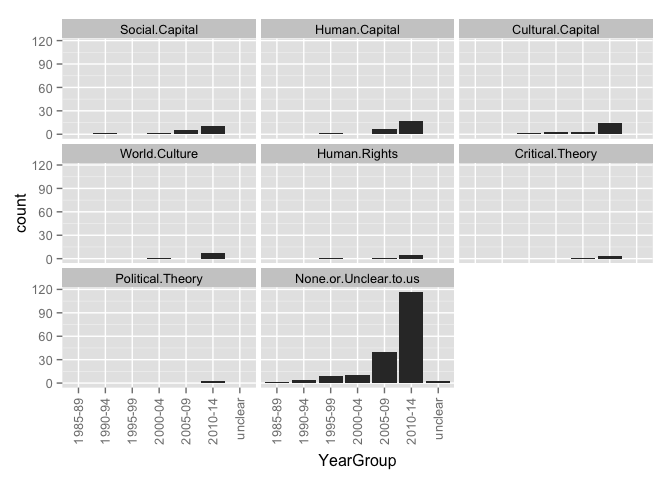 Social.Capital
Human.Capital
Cultural.Capital
120
90
60
30
0
World.Culture
Human.Rights
Critical.Theory
120
90
60
30
0
Political.Theory
None.or.Unclear.to.us
120
90
60
30
0
count
1985-89
1990-94
1995-99
2000-04
2005-09
2010-14
unclear
1985-89
1990-94
1995-99
2000-04
2005-09
2010-14
unclear
YearGroup